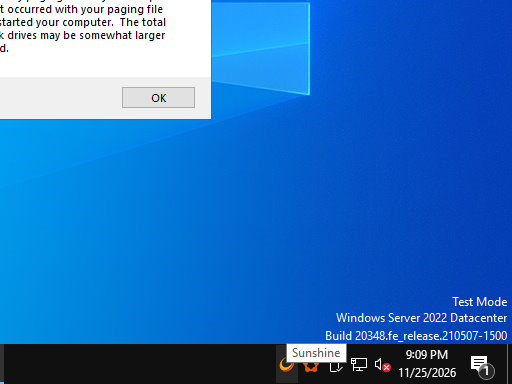 t occurred with your paging file
started your computer. The total
k drives may be somewhat larger
d.
OK
Test Mode
Windows Server 2022 Datacenter
Build 20348.fe_release.210507-1500
Sunshine
9:09 PM
11/25/2026
1